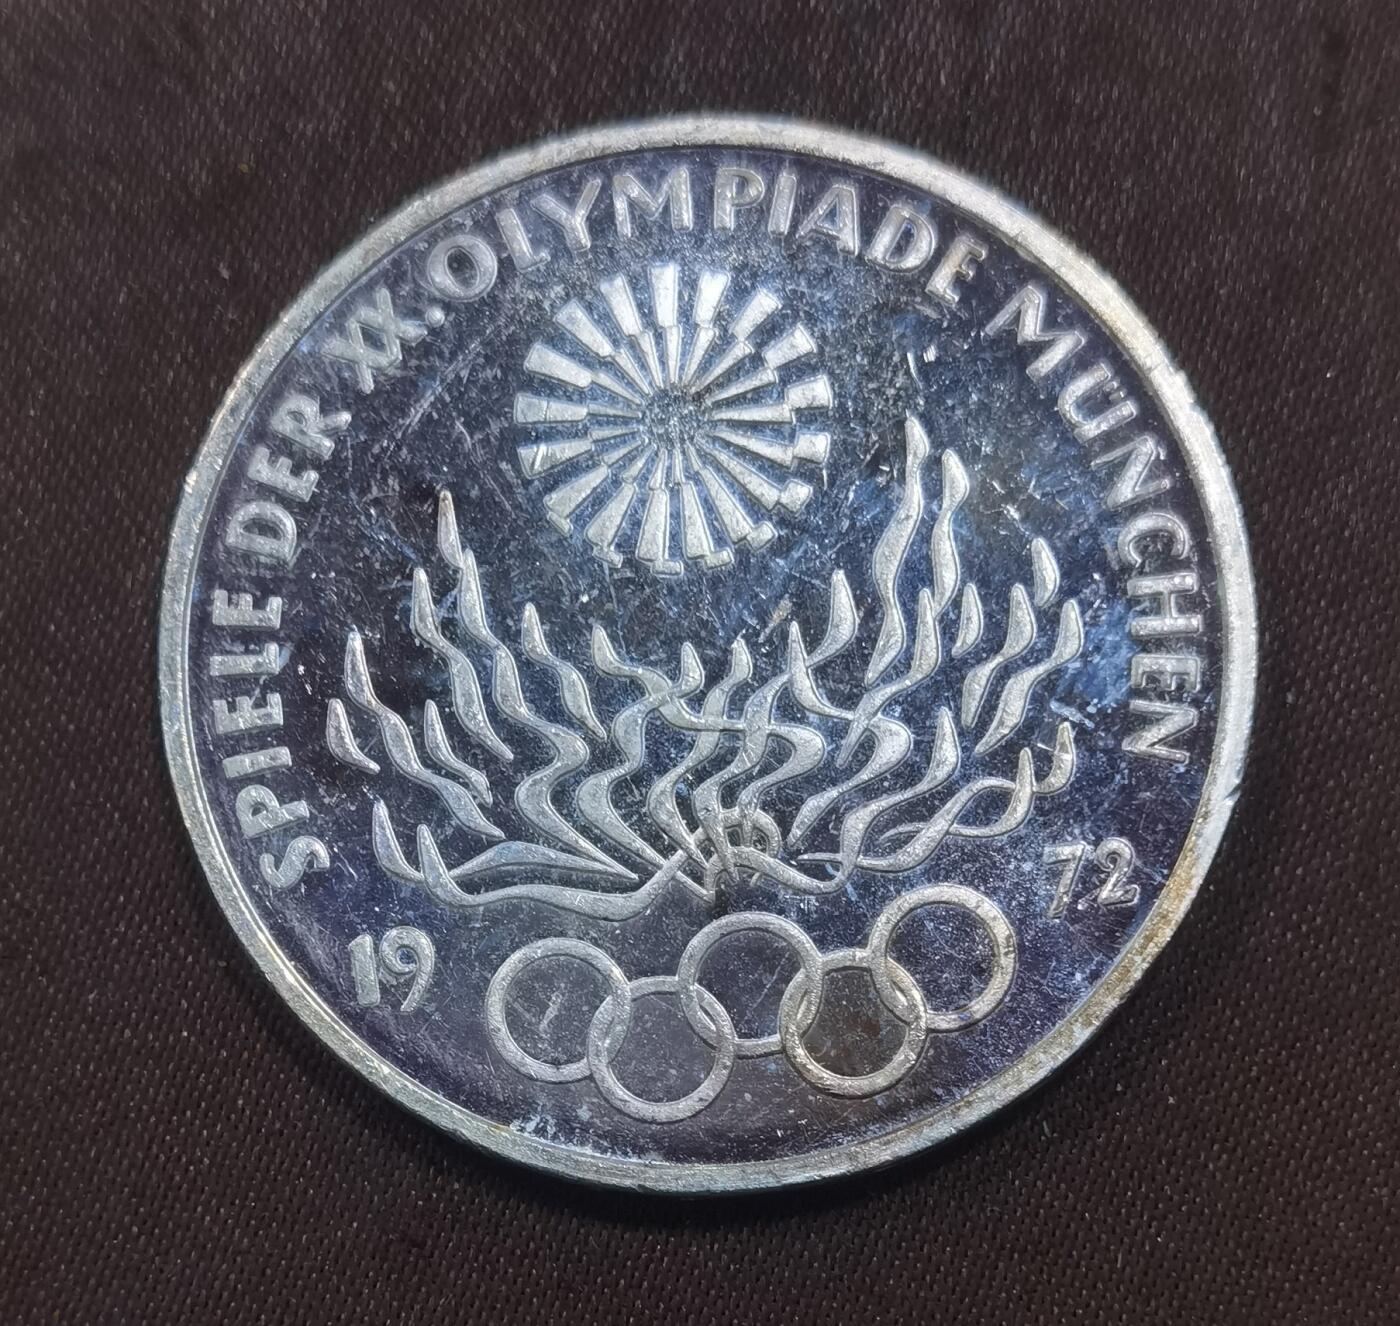 SPIELE DER XX. OLYMPIADE MÜNCHEN
19 72